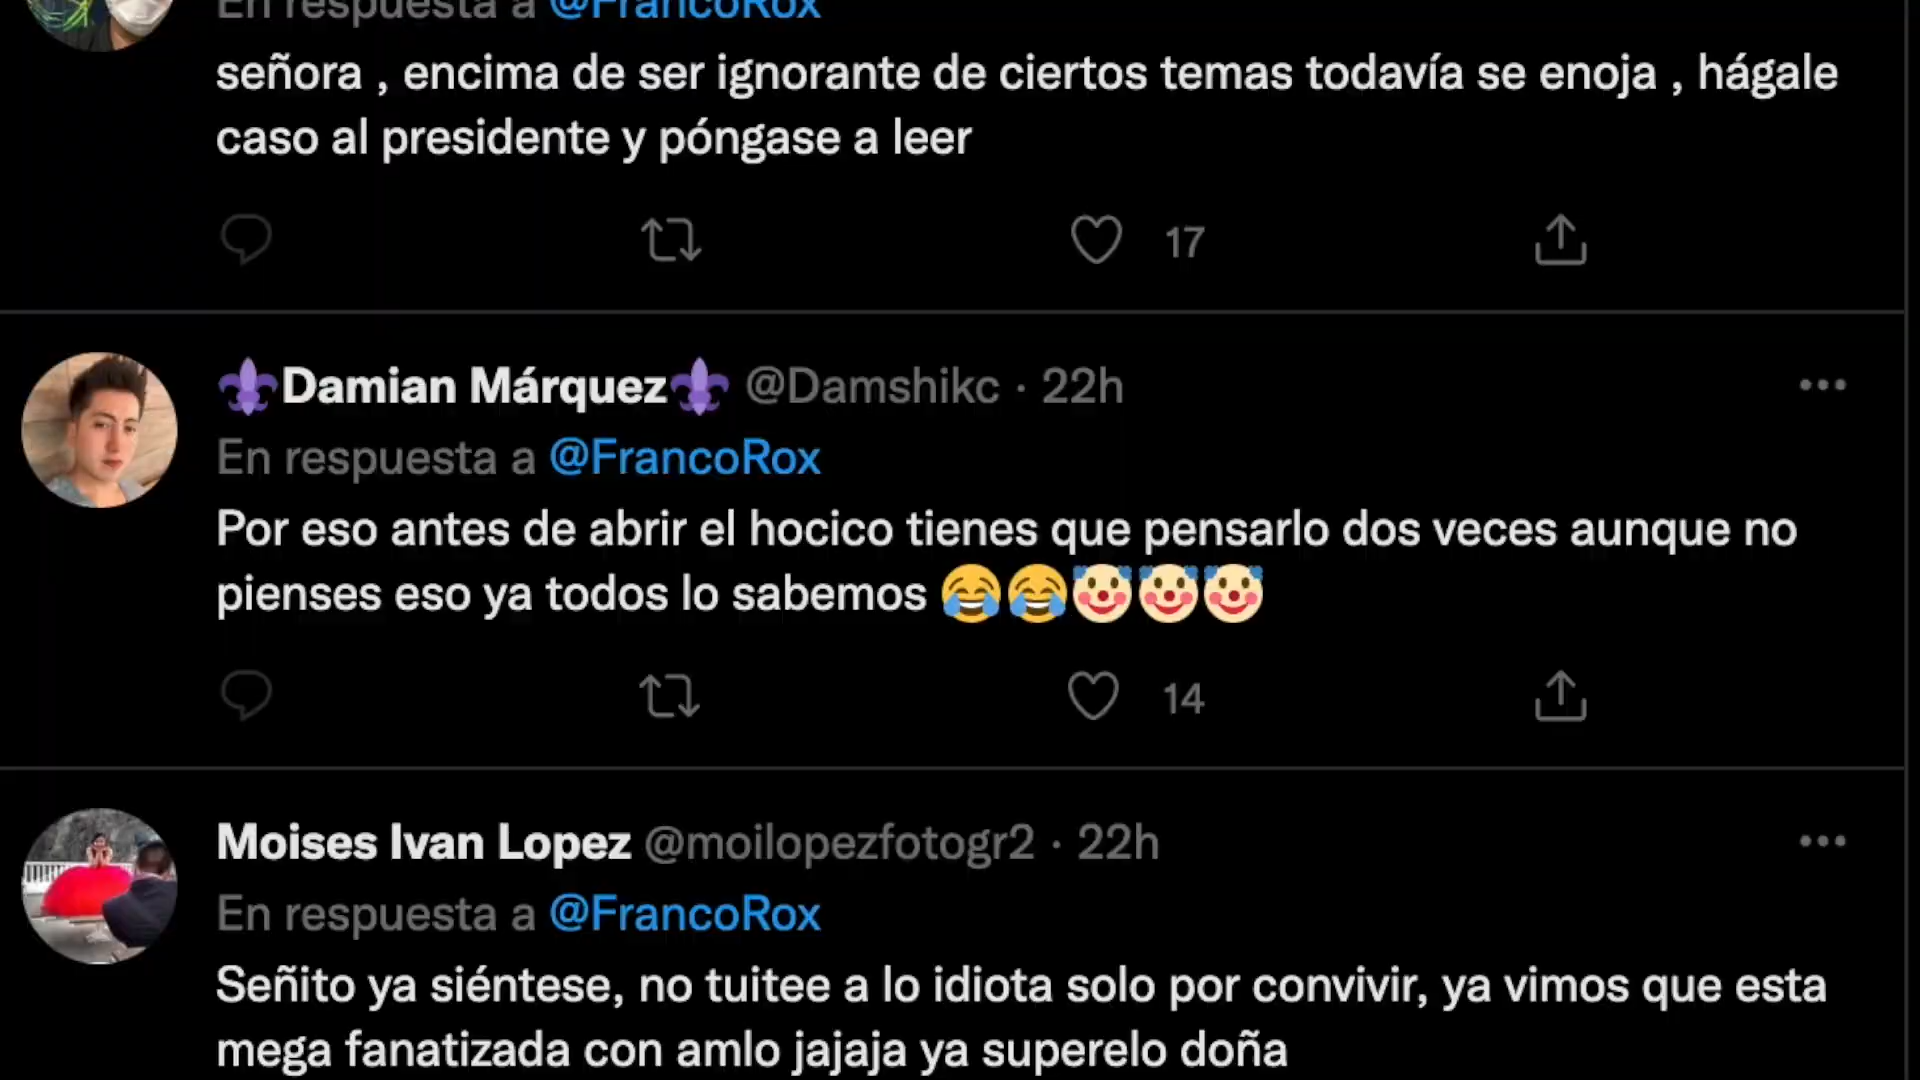 En respuesta a @FrancoRox
señora , encima de ser ignorante de ciertos temas todavía se enoja , hágale
caso al presidente y póngase a leer
17
⚜Damian Márquez⚜ @Damshikc · 22h
En respuesta a @FrancoRox
Por eso antes de abrir el hocico tienes que pensarlo dos veces aunque no
pienses eso ya todos lo sabemos 😂😂🤡🤡🤡
14
Moises Ivan Lopez @moilopezfotogr2 · 22h
En respuesta a @FrancoRox
Señito ya siéntese, no tuitee a lo idiota solo por convivir, ya vimos que esta
mega fanatizada con amlo jajaja ya superelo doña